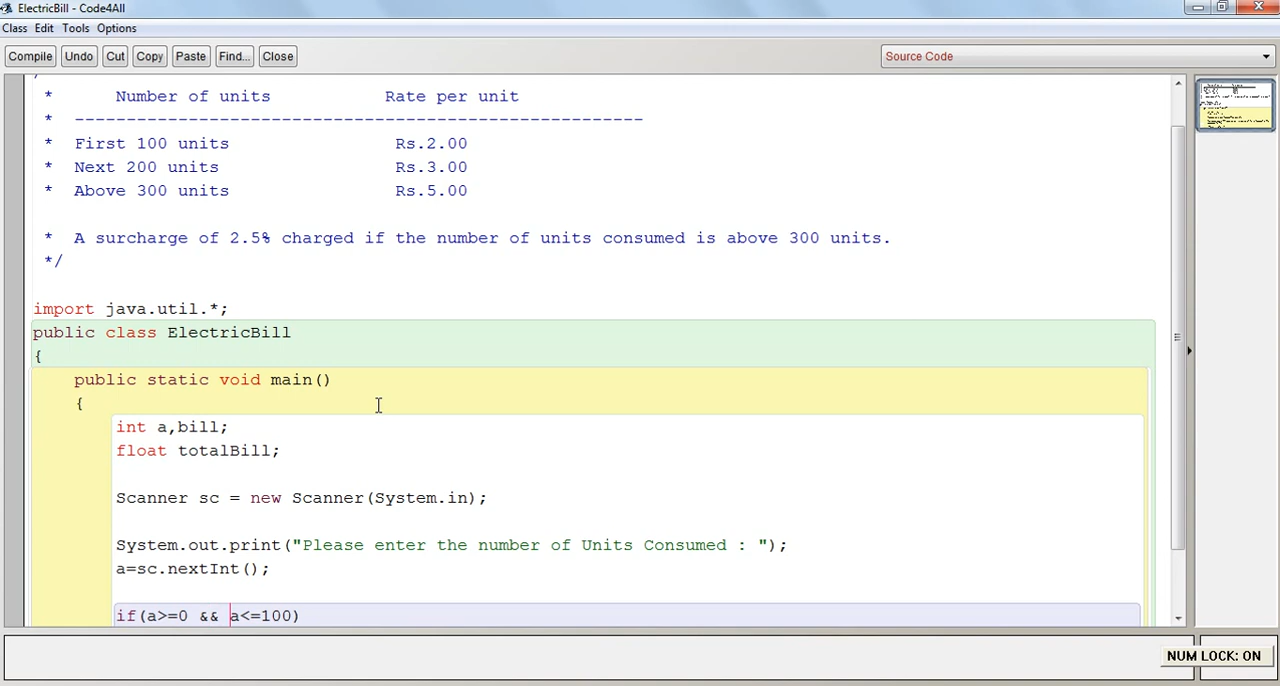 ElectricBill - Code4All
Class Edit Tools Options
Compile Undo Cut Copy Paste Find... Close Source Code
* Number of units Rate per unit
* -------------------------------------------------------
* First 100 units Rs.2.00
* Next 200 units Rs.3.00
* Above 300 units Rs.5.00
* A surcharge of 2.5% charged if the number of units consumed is above 300 units.
*/
import java.util.*;
public class ElectricBill
{
public static void main()
{
int a,bill;
float totalBill;
Scanner sc = new Scanner(System.in);
System.out.print("Please enter the number of Units Consumed : ");
a=sc.nextInt();
if(a>=0 && a<=100)
NUM LOCK: ON